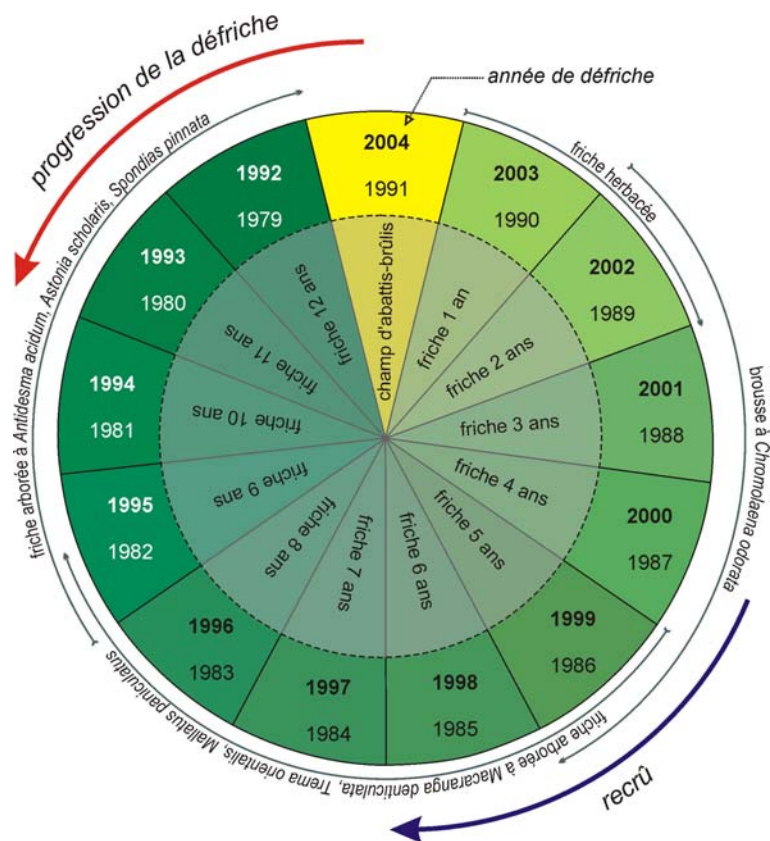 progression de la défriche
année de défriche
2004
1991
champ d'abattis-brûlis
2003
1990
friche 1 an
2002
1989
friche 2 ans
2001
1988
friche 3 ans
2000
1987
friche 4 ans
1999
1986
friche 5 ans
1998
1985
friche 6 ans
1997
1984
friche 7 ans
1996
1983
friche 8 ans
1995
1982
friche 9 ans
1994
1981
friche 10 ans
1993
1980
friche 11 ans
1992
1979
friche 12 ans
friche herbacée
brousse à Chromolaena odorata
friche arborée à Macaranga denticulata, Trema orientalis, Mallatus paniculatus
friche arborée à Antidesma acidum, Astonia scholaris, Spondias pinnata
recrû